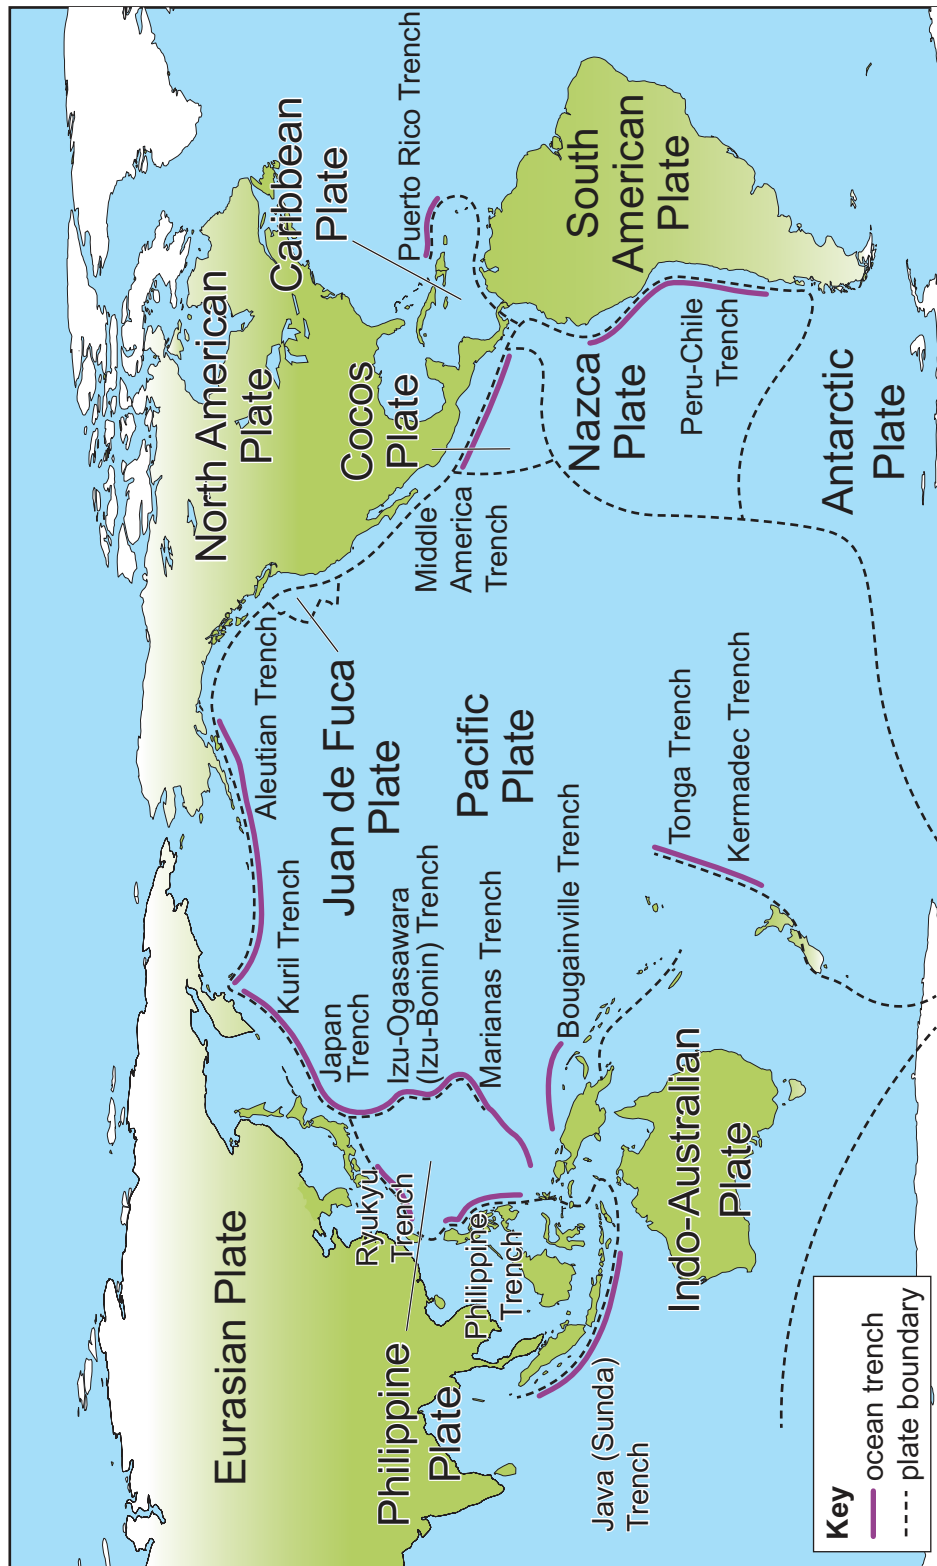 Eurasian Plate
North American
Plate
Caribbean
Plate
Puerto Rico Trench
Cocos
Plate
Aleutian Trench
Kuril Trench
Juan de Fuca
Plate
Japan
Trench
Izu-Ogasawara
(Izu-Bonin) Trench
Marianas Trench
Ryukyu
Trench
Philippine
Plate
Philippine
Trench
Pacific
Plate
Middle
America
Trench
Bougainville Trench
Nazca
Plate
South
American
Plate
Peru-Chile
Trench
Java (Sunda)
Trench
Indo-Australian
Plate
Tonga Trench
Kermadec Trench
Antarctic
Plate
Key
ocean trench
plate boundary